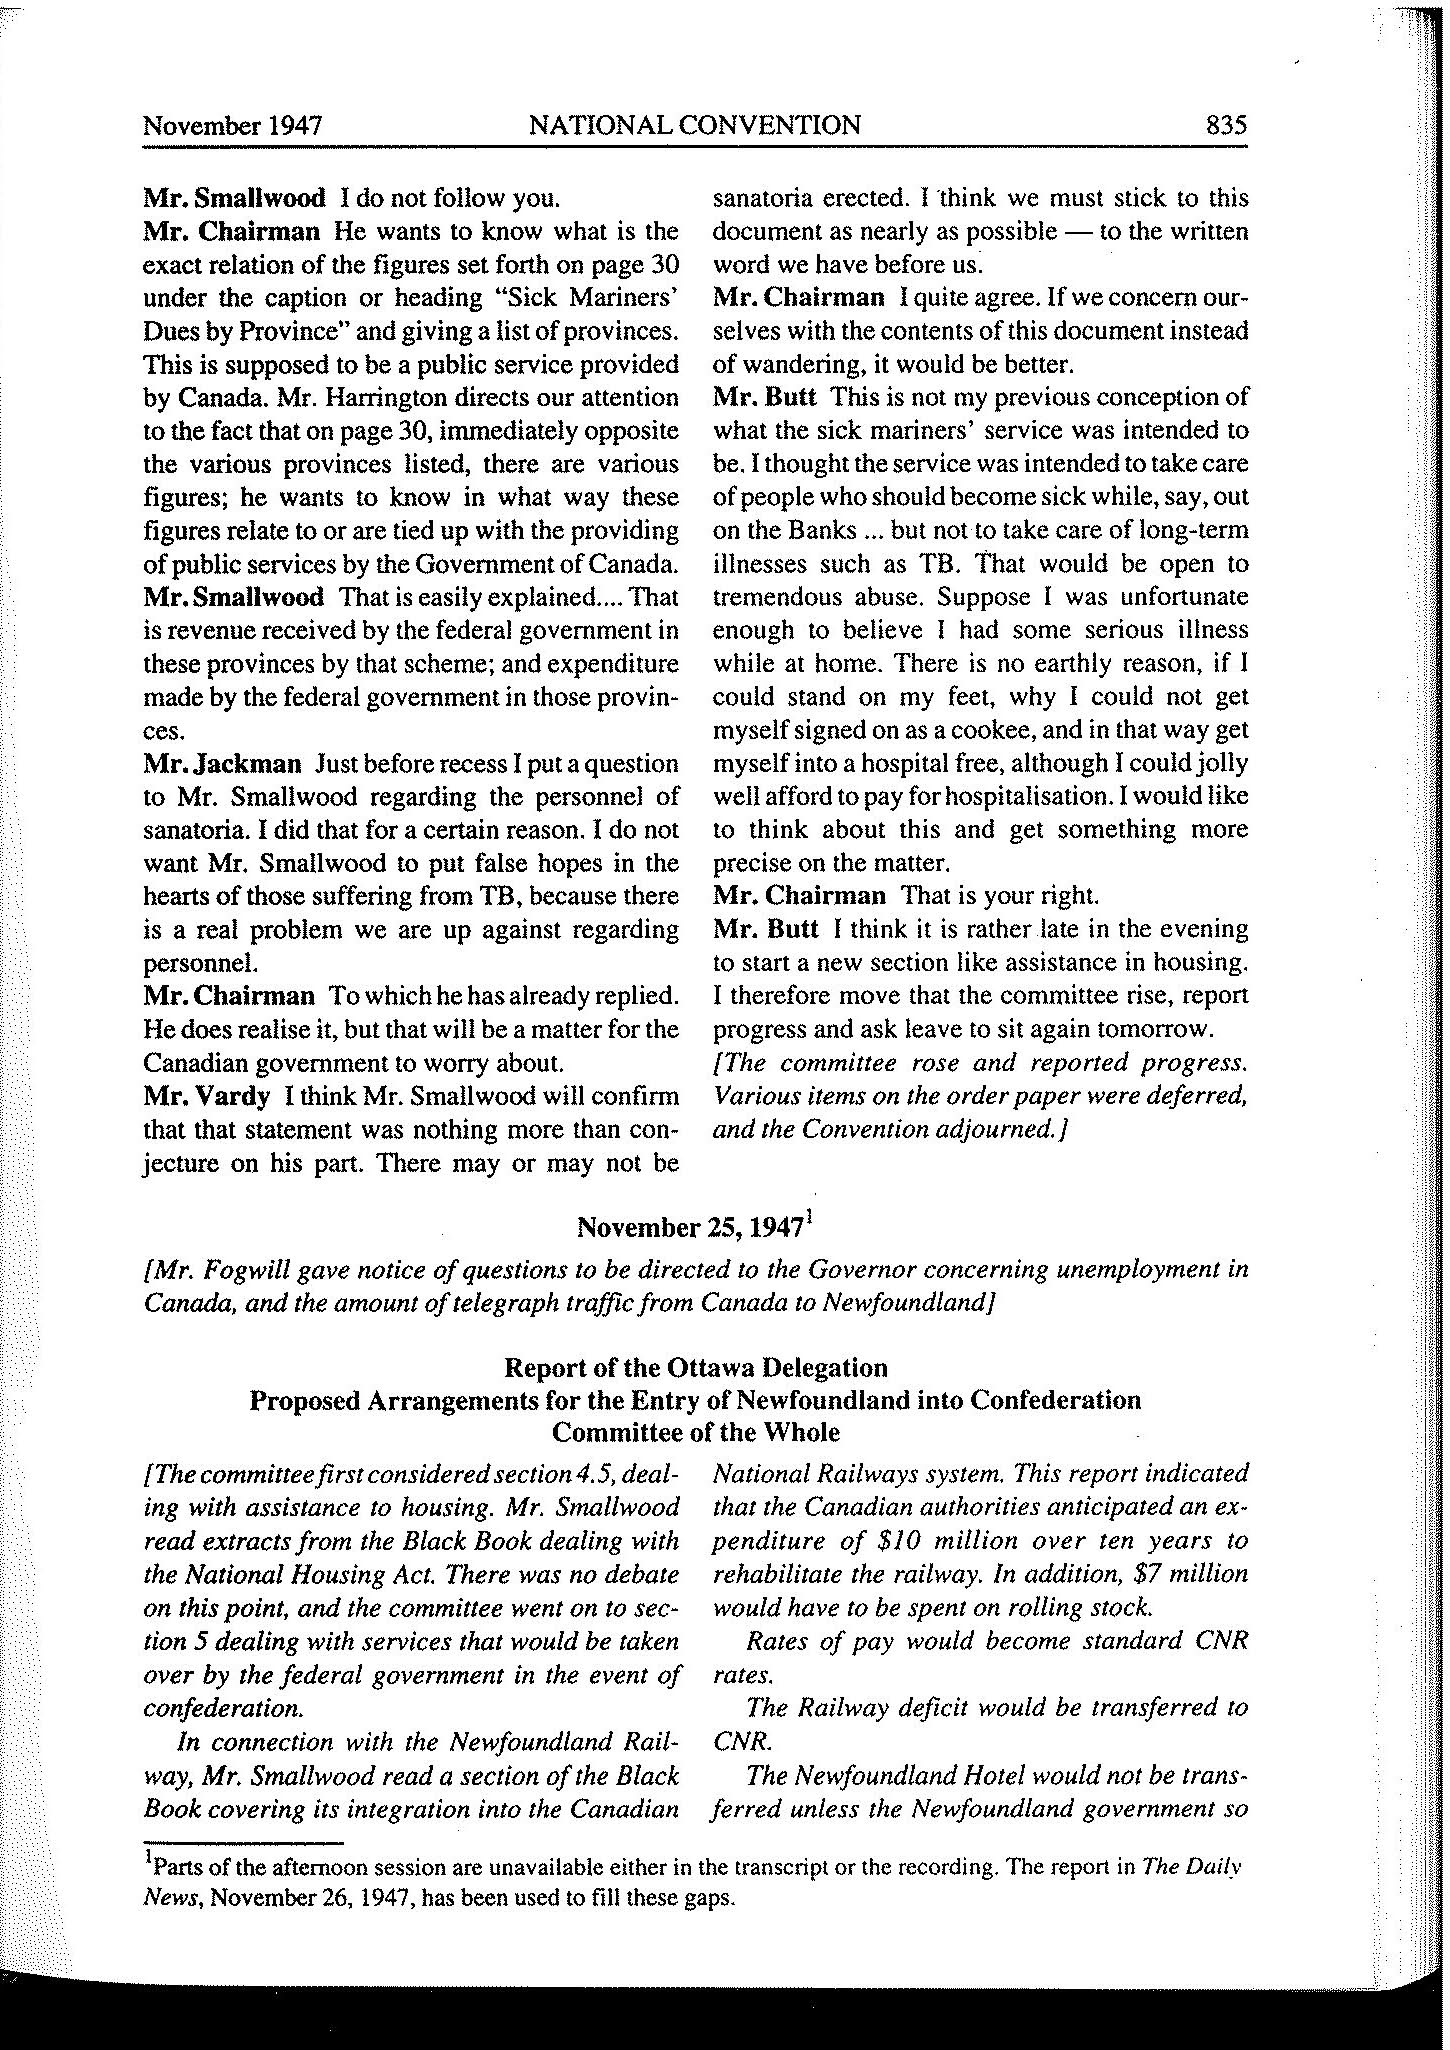 November 1947 NATIONAL CONVENTION 835
Mr. Smallwood I do not follow you.
Mr. Chairman He wants to know what is the
exact relation of the figures set forth on page 30
under the caption or heading "Sick Mariners'
Dues by Province" and giving a list of provinces.
This is supposed to be a public service provided
by Canada. Mr. Harrington directs our attention
to the fact that on page 30, immediately opposite
the various provinces listed, there are various
figures; he wants to know in what way these
figures relate to or are tied up with the providing
of public services by the Government of Canada.
Mr. Smallwood That is easily explained.... That
is revenue received by the federal government in
these provinces by that scheme; and expenditure
made by the federal government in those provin-
ces.
Mr. Jackman Just before recess I put a question
to Mr. Smallwood regarding the personnel of
sanatoria. I did that for a certain reason. I do not
want Mr. Smallwood to put false hopes in the
hearts of those suffering from TB, because there
is a real problem we are up against regarding
personnel.
Mr. Chairman To which he has already replied.
He does realise it, but that will be a matter for the
Canadian government to worry about.
Mr. Vardy I think Mr. Smallwood will confirm
that that statement was nothing more than con-
jecture on his part. There may or may not be
sanatoria erected. I think we must stick to this
document as nearly as possible — to the written
word we have before us.
Mr. Chairman I quite agree. If we concern our-
selves with the contents of this document instead
of wandering, it would be better.
Mr. Butt This is not my previous conception of
what the sick mariners' service was intended to
be. I thought the service was intended to take care
of people who should become sick while, say, out
on the Banks ... but not to take care of long-term
illnesses such as TB. That would be open to
tremendous abuse. Suppose I was unfortunate
enough to believe I had some serious illness
while at home. There is no earthly reason, if I
could stand on my feet, why I could not get
myself signed on as a cookee, and in that way get
myself into a hospital free, although I could jolly
well afford to pay for hospitalisation. I would like
to think about this and get something more
precise on the matter.
Mr. Chairman That is your right.
Mr. Butt I think it is rather late in the evening
to start a new section like assistance in housing.
I therefore move that the committee rise, report
progress and ask leave to sit again tomorrow.
[The committee rose and reported progress.
Various items on the order paper were deferred,
and the Convention adjourned.]
November 25, 1947¹
[Mr. Fogwill gave notice of questions to be directed to the Governor concerning unemployment in
Canada, and the amount of telegraph traffic from Canada to Newfoundland]
Report of the Ottawa Delegation
Proposed Arrangements for the Entry of Newfoundland into Confederation
Committee of the Whole
[The committee first considered section 4.5, deal-
ing with assistance to housing. Mr. Smallwood
read extracts from the Black Book dealing with
the National Housing Act. There was no debate
on this point, and the committee went on to sec-
tion 5 dealing with services that would be taken
over by the federal government in the event of
confederation.
In connection with the Newfoundland Rail-
way, Mr. Smallwood read a section of the Black
Book covering its integration into the Canadian
National Railways system. This report indicated
that the Canadian authorities anticipated an ex-
penditure of $10 million over ten years to
rehabilitate the railway. In addition, $7 million
would have to be spent on rolling stock.
Rates of pay would become standard CNR
rates.
The Railway deficit would be transferred to
CNR.
The Newfoundland Hotel would not be trans-
ferred unless the Newfoundland government so
¹Parts of the afternoon session are unavailable either in the transcript or the recording. The report in The Daily
News, November 26, 1947, has been used to fill these gaps.